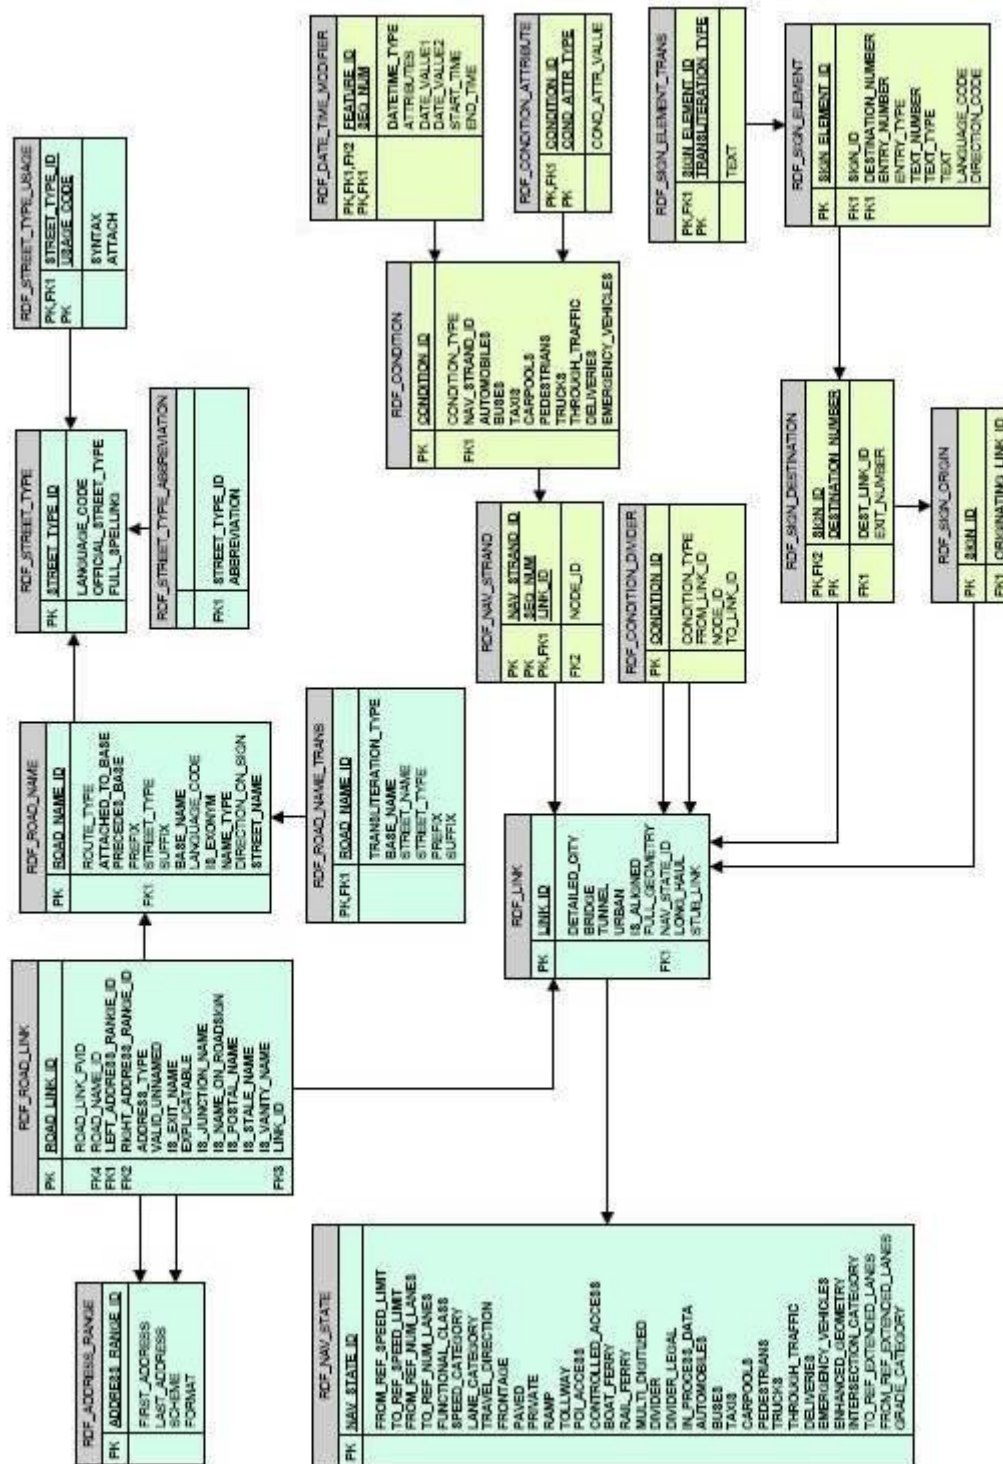 RDF_ADDRESS_RANGE
PK ADDRESS_RANGE_ID
FIRST_ADDRESS
LAST_ADDRESS
SCHEME
FORMAT
RDF_ROAD_LINK
PK ROAD_LINK_ID
ROAD_LINK_PVID
FK4 ROAD_NAME_ID
FK1 LEFT_ADDRESS_RANGE_ID
FK2 RIGHT_ADDRESS_RANGE_ID
ADDRESS_TYPE
VALID_UNNAMED
IS_EXIT_NAME
EXPLICATABLE
IS_JUNCTION_NAME
IS_NAME_ON_ROADSIGN
IS_POSTAL_NAME
IS_STALE_NAME
IS_VANITY_NAME
FK3 LINK_ID
RDF_ROAD_NAME
PK ROAD_NAME_ID
ROUTE_TYPE
ATTACHED_TO_BASE
PRECEDES_BASE
PREFIX
FK1 STREET_TYPE
SUFFIX
BASE_NAME
LANGUAGE_CODE
IS_EXONYM
NAME_TYPE
DIRECTION_ON_SIGN
STREET_NAME
RDF_STREET_TYPE
PK STREET_TYPE_ID
LANGUAGE_CODE
OFFICIAL_STREET_TYPE
FULL_SPELLING
RDF_STREET_TYPE_USAGE
PK,FK1 STREET_TYPE_ID
PK USAGE_CODE
SYNTAX
ATTACH
RDF_STREET_TYPE_ABBREVIATION
FK1 STREET_TYPE_ID
ABBREVIATION
RDF_ROAD_NAME_TRANS
PK,FK1 ROAD_NAME_ID
TRANSLITERATION_TYPE
BASE_NAME
STREET_NAME
STREET_TYPE
PREFIX
SUFFIX
RDF_NAV_STATE
PK NAV_STATE_ID
FROM_REF_SPEED_LIMIT
TO_REF_SPEED_LIMIT
FROM_REF_NUM_LANES
TO_REF_NUM_LANES
FUNCTIONAL_CLASS
SPEED_CATEGORY
LANE_CATEGORY
TRAVEL_DIRECTION
FRONTAGE
PAVED
PRIVATE
RAMP
TOLLWAY
POI_ACCESS
CONTROLLED_ACCESS
BOAT_FERRY
RAIL_FERRY
MULTI_DIGITIZED
DIVIDER
DIVIDER_LEGAL
IN_PROCESS_DATA
AUTOMOBILES
BUSES
TAXIS
CARPOOLS
PEDESTRIANS
TRUCKS
THROUGH_TRAFFIC
DELIVERIES
EMERGENCY_VEHICLES
ENHANCED_GEOMETRY
INTERSECTION_CATEGORY
TO_REF_EXTENDED_LANES
FROM_REF_EXTENDED_LANES
GRADE_CATEGORY
RDF_LINK
PK LINK_ID
DETAILED_CITY
BRIDGE
TUNNEL
URBAN
IS_ALIGNED
FULL_GEOMETRY
FK1 NAV_STATE_ID
LONG_HAUL
STUB_LINK
RDF_NAV_STRAND
PK NAV_STRAND_ID
PK SEQ_NUM
PK,FK1 LINK_ID
FK2 NODE_ID
RDF_CONDITION_DIVIDER
PK CONDITION_ID
CONDITION_TYPE
FROM_LINK_ID
NODE_ID
TO_LINK_ID
RDF_CONDITION
PK CONDITION_ID
CONDITION_TYPE
FK1 NAV_STRAND_ID
AUTOMOBILES
BUSES
TAXIS
CARPOOLS
PEDESTRIANS
TRUCKS
THROUGH_TRAFFIC
DELIVERIES
EMERGENCY_VEHICLES
RDF_DATE_TIME_MODIFIER
PK,FK1,FK2 FEATURE_ID
PK,FK1 SEQ_NUM
DATETIME_TYPE
ATTRIBUTES
DATE_VALUE1
DATE_VALUE2
START_TIME
END_TIME
RDF_CONDITION_ATTRIBUTE
PK,FK1 CONDITION_ID
PK COND_ATTR_TYPE
COND_ATTR_VALUE
RDF_SIGN_ELEMENT_TRANS
PK,FK1 SIGN_ELEMENT_ID
PK TRANSLITERATION_TYPE
TEXT
RDF_SIGN_ELEMENT
PK SIGN_ELEMENT_ID
FK1 SIGN_ID
FK1 DESTINATION_NUMBER
ENTRY_NUMBER
ENTRY_TYPE
TEXT_NUMBER
TEXT_TYPE
TEXT
LANGUAGE_CODE
DIRECTION_CODE
RDF_SIGN_DESTINATION
PK,FK2 SIGN_ID
PK DESTINATION_NUMBER
FK1 DEST_LINK_ID
EXIT_NUMBER
RDF_SIGN_ORIGIN
PK SIGN_ID
FK1 ORIGINATING_LINK_ID